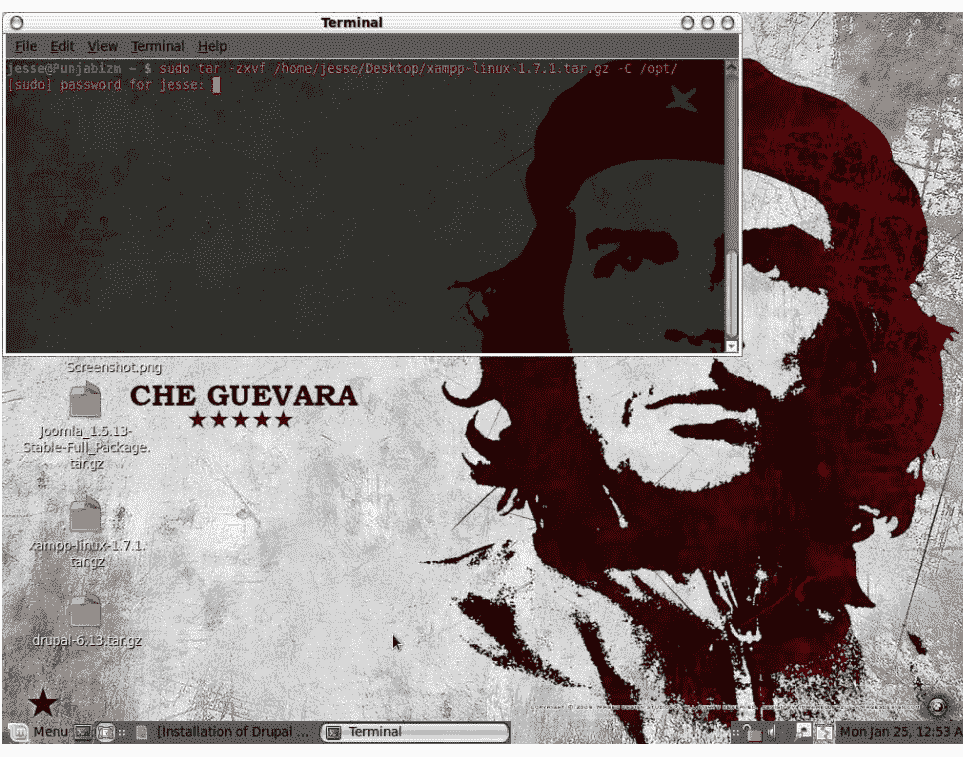 Terminal
File Edit View Terminal Help
jesse@Punjabizm ~ $ sudo tar -zxvf /home/jesse/Desktop/xampp-linux-1.7.1.tar.gz -C /opt/
[sudo] password for jesse:
Screenshot.png
CHE GUEVARA
Joomla_1.5.13-
Stable-Full_Package.
tar.gz
xampp-linux-1.7.1.
tar.gz
drupal-6.13.tar.gz
Menu [Installation of Drupal ... Terminal Mon Jan 25, 12:53 A